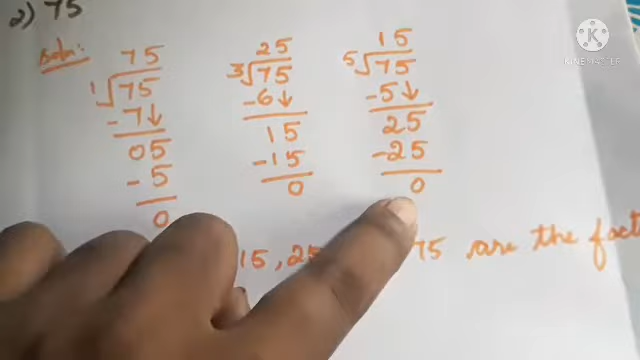 2) 75
Soln:
75 25 15
1√75 3√75 5√75
-7↓ -6↓ -5↓
05 15 25
-5 -15 -25
0 0 0
15, 25 75 are the
KINEMASTER